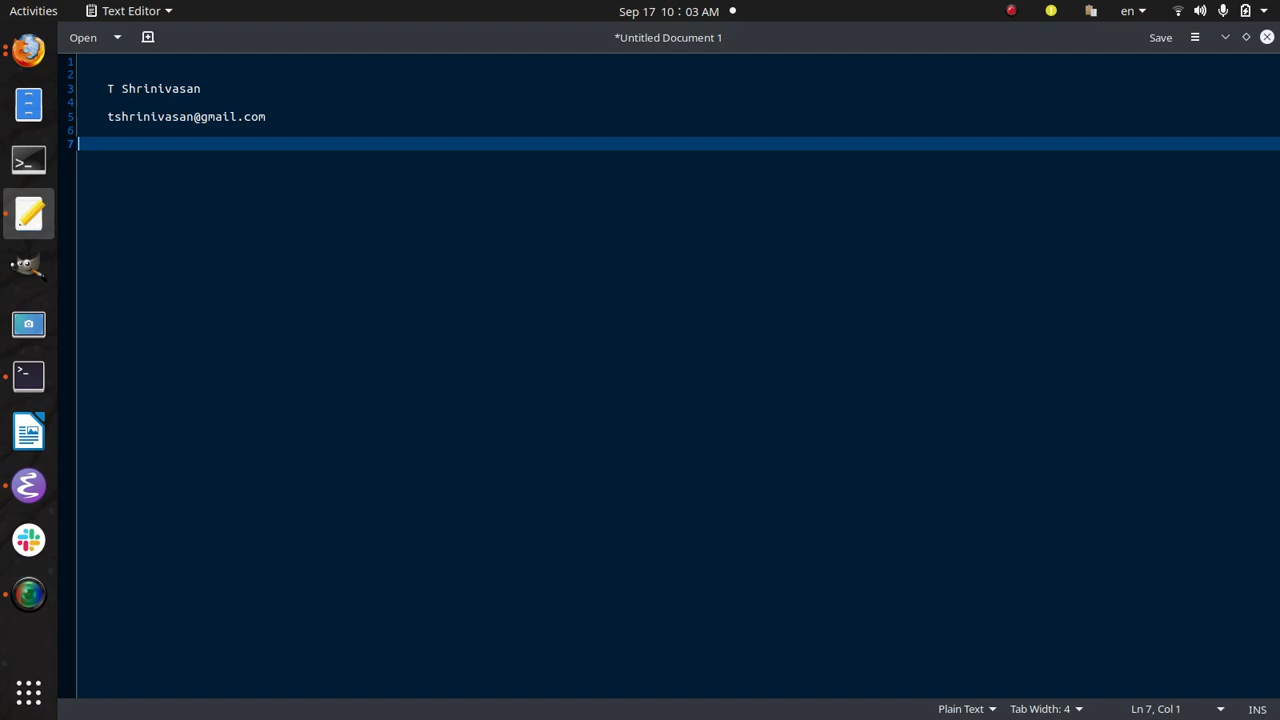 Activities Text Editor Sep 17 10:03 AM en
Open *Untitled Document 1 Save
1
2
3 T Shrinivasan
4
5 tshrinivasan@gmail.com
6
7
Plain Text Tab Width: 4 Ln 7, Col 1 INS